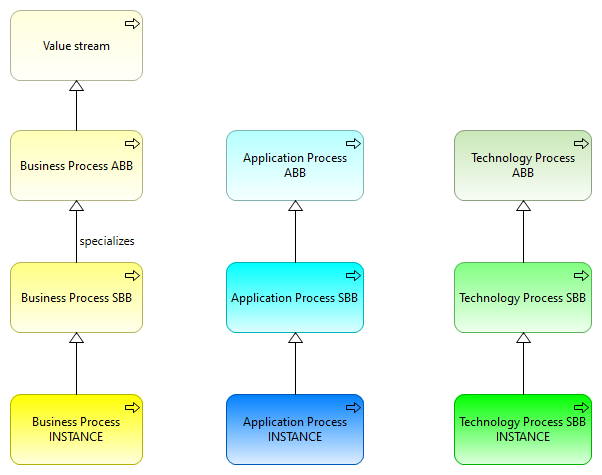 Value stream
Business Process ABB
Application Process
ABB
Technology Process
ABB
specializes
Business Process SBB
Application Process SBB
Technology Process SBB
Business Process
INSTANCE
Application Process
INSTANCE
Technology Process SBB
INSTANCE